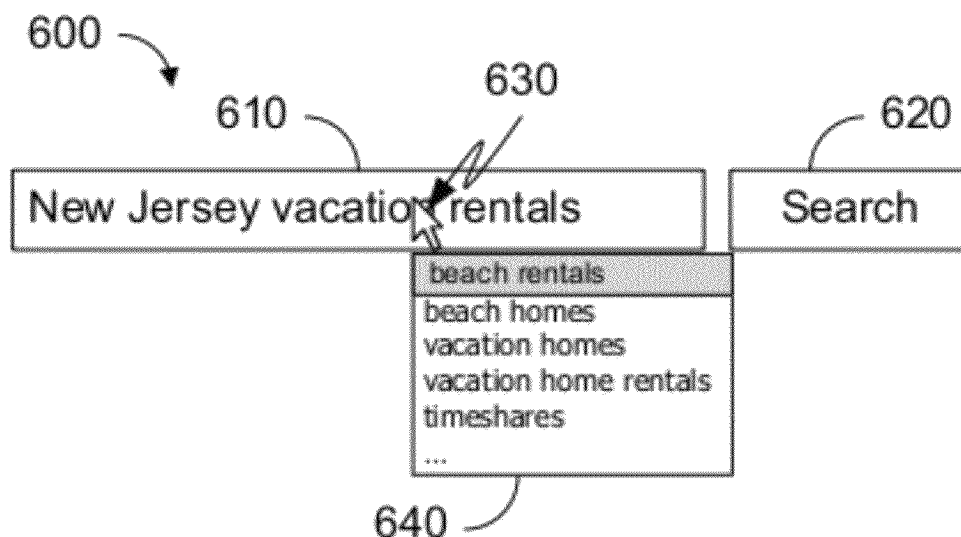 600
630
610
620
New Jersey vacation rentals
Search
beach rentals
beach homes
vacation homes
vacation home rentals
timeshares
...
640